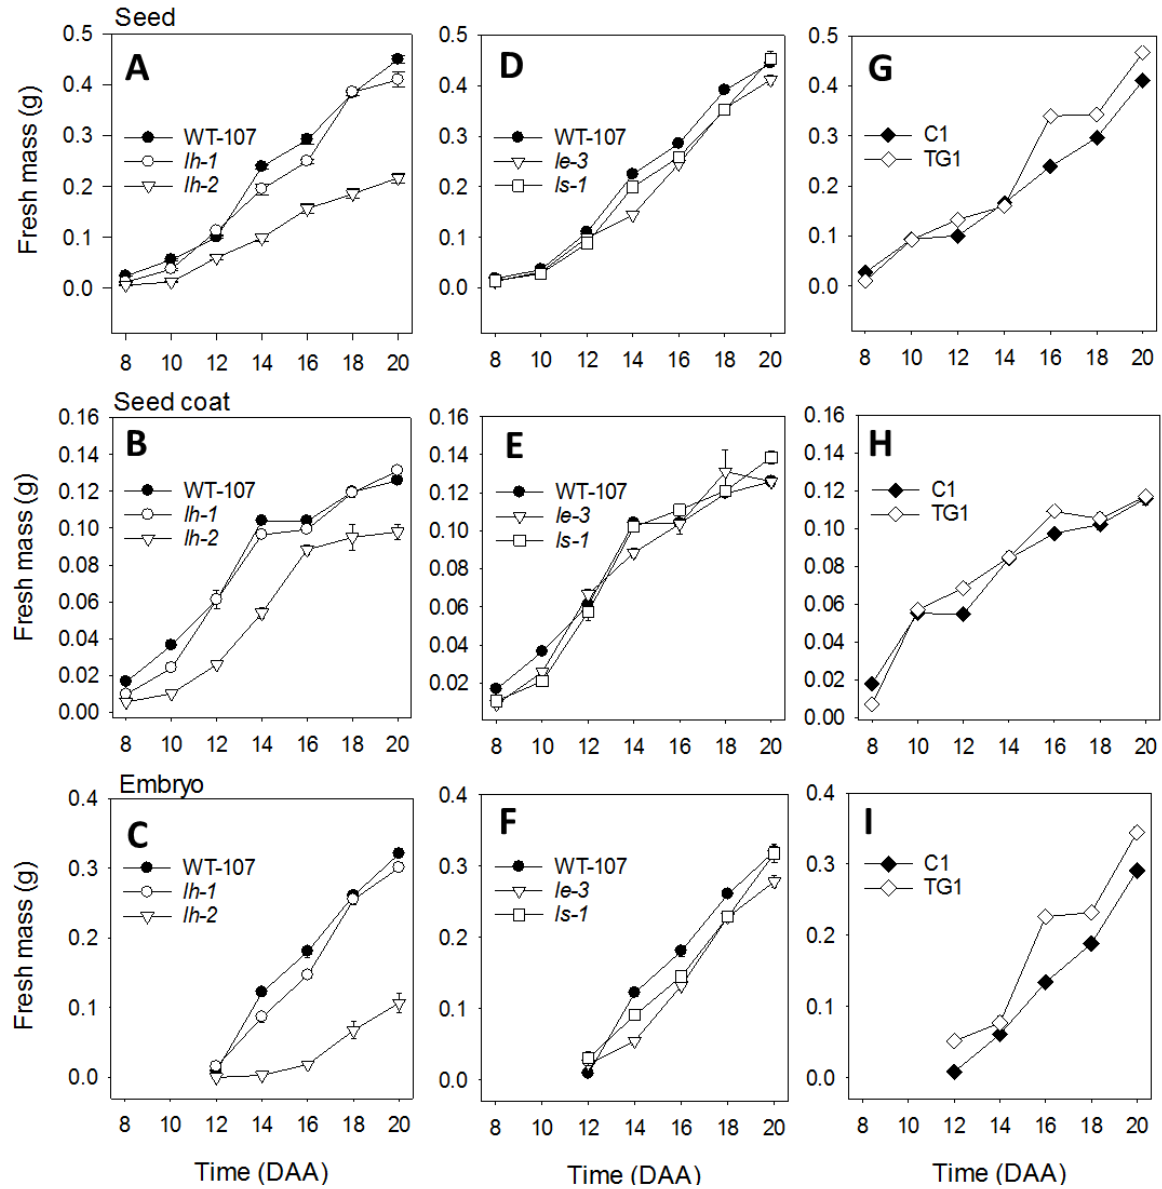 Seed
A
Fresh mass (g)
0.5
0.4
0.3
0.2
0.1
0.0
WT-107
lh-1
lh-2
8 10 12 14 16 18 20
D
0.5
0.4
0.3
0.2
0.1
0.0
WT-107
le-3
ls-1
8 10 12 14 16 18 20
G
0.5
0.4
0.3
0.2
0.1
0.0
C1
TG1
8 10 12 14 16 18 20
Seed coat
B
Fresh mass (g)
0.16
0.14
0.12
0.10
0.08
0.06
0.04
0.02
0.00
WT-107
lh-1
lh-2
8 10 12 14 16 18 20
E
0.16
0.14
0.12
0.10
0.08
0.06
0.04
0.02
WT-107
le-3
ls-1
8 10 12 14 16 18 20
H
0.16
0.14
0.12
0.10
0.08
0.06
0.04
0.02
0.00
C1
TG1
8 10 12 14 16 18 20
Embryo
C
Fresh mass (g)
0.4
0.3
0.2
0.1
0.0
WT-107
lh-1
lh-2
8 10 12 14 16 18 20
Time (DAA)
F
0.4
0.3
0.2
0.1
0.0
WT-107
le-3
ls-1
8 10 12 14 16 18 20
Time (DAA)
I
0.4
0.3
0.2
0.1
0.0
C1
TG1
8 10 12 14 16 18 20
Time (DAA)